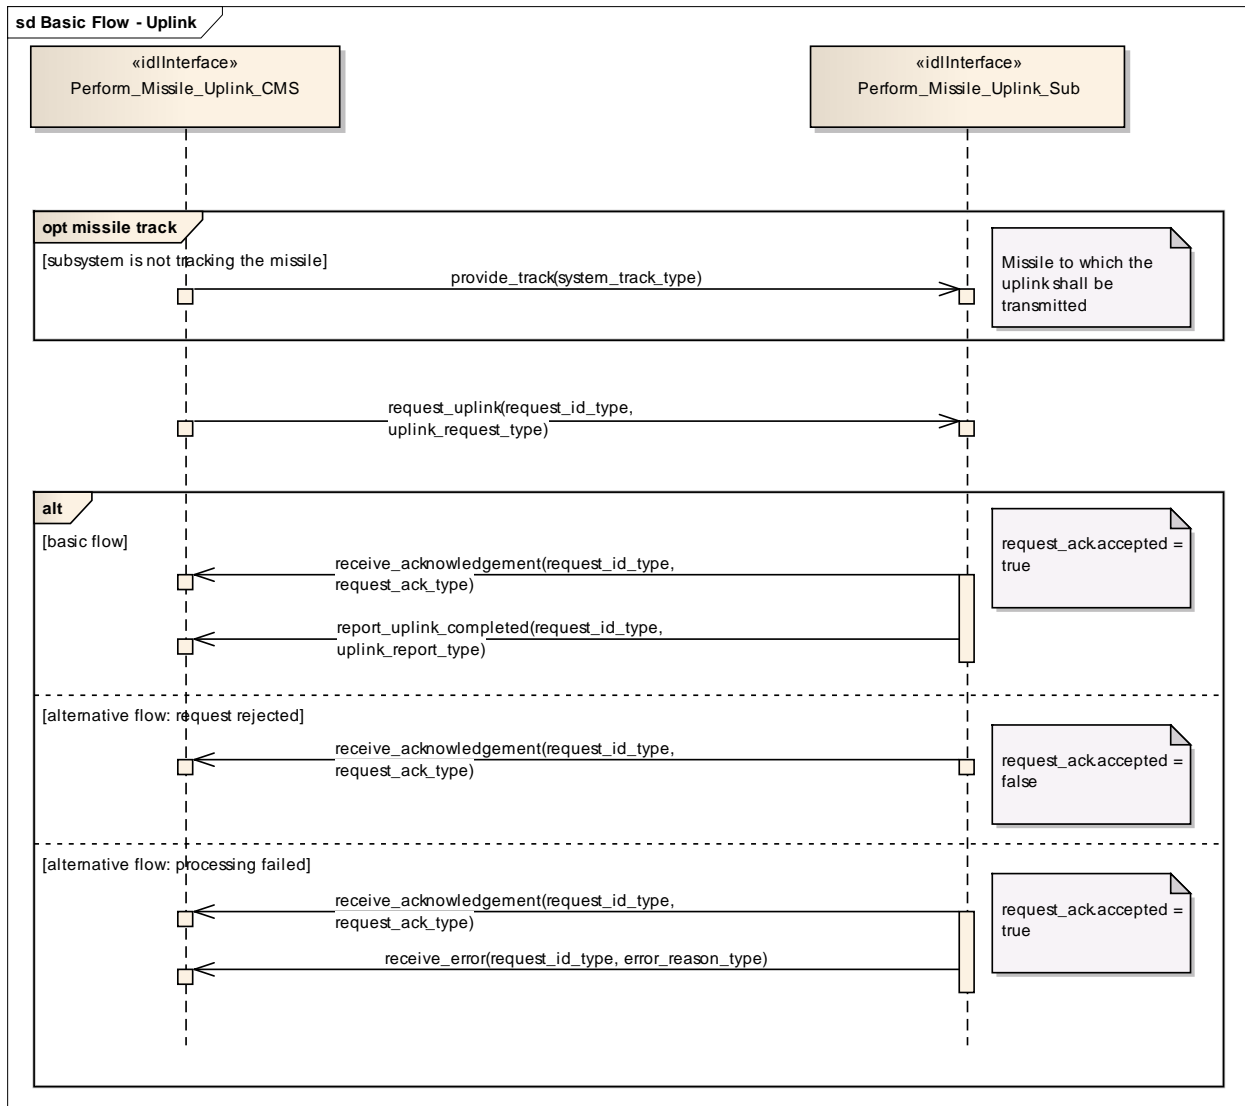 sd Basic Flow - Uplink
«idlInterface»
Perform_Missile_Uplink_CMS
«idlInterface»
Perform_Missile_Uplink_Sub
opt missile track
[subsystem is not tracking the missile]
provide_track(system_track_type)
Missile to which the
uplink shall be
transmitted
request_uplink(request_id_type,
uplink_request_type)
alt
[basic flow]
receive_acknowledgement(request_id_type,
request_ack_type)
request_ack.accepted =
true
report_uplink_completed(request_id_type,
uplink_report_type)
[alternative flow: request rejected]
receive_acknowledgement(request_id_type,
request_ack_type)
request_ack.accepted =
false
[alternative flow: processing failed]
receive_acknowledgement(request_id_type,
request_ack_type)
request_ack.accepted =
true
receive_error(request_id_type, error_reason_type)